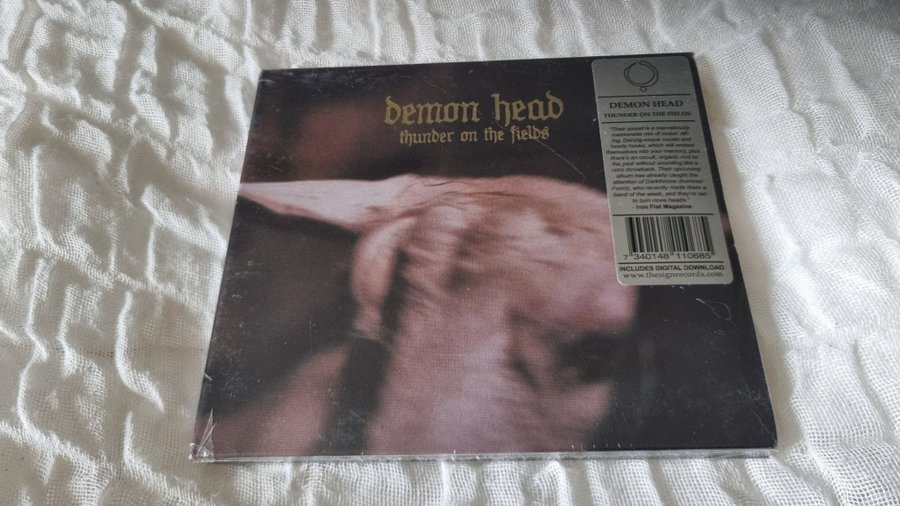 demon head
thunder on the fields
DEMON HEAD
THUNDER ON THE FIELDS
"Their sound is a marvellously
memorable mix of rockin' all-
ing, Danzig-esque vocals and
heady hooks, which will embed
themselves into your memory, plus
there's an occult, organic nod to
the past without sounding like a
retro throwback. Their upcoming
album has already caught the
attention of Darkthrone drummer
Fenriz, who recently made them a
band of the week, and they're set
to turn more heads."
- Iron Fist Magazine
7 340148 110685
INCLUDES DIGITAL DOWNLOAD
www.thesignrecords.com